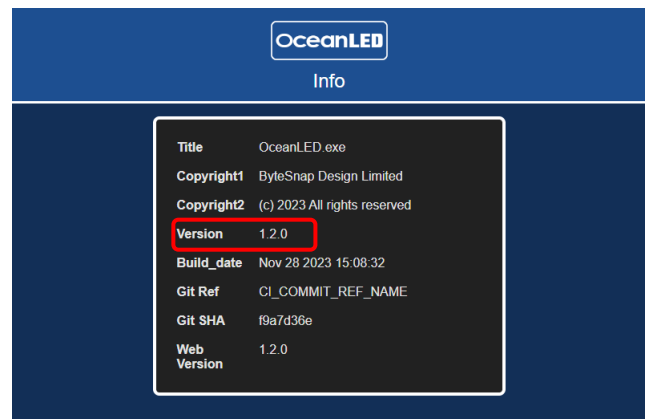 OceanLED
Info
Title OceanLED.exe
Copyright1 ByteSnap Design Limited
Copyright2 (c) 2023 All rights reserved
Version 1.2.0
Build_date Nov 28 2023 15:08:32
Git Ref CI_COMMIT_REF_NAME
Git SHA f9a7d36e
Web 1.2.0
Version